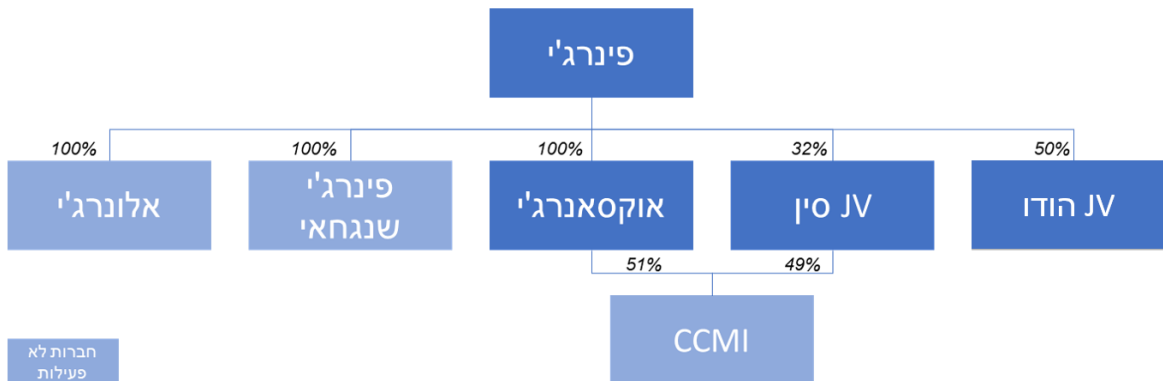 פינרג'י
100% 100% 100% 32% 50%
אלונרג'י
פינרג'י
שנגחאי
אוקסאנרג'י
JV סין
JV הודו
51% 49%
CCMI
חברות לא
פעילות